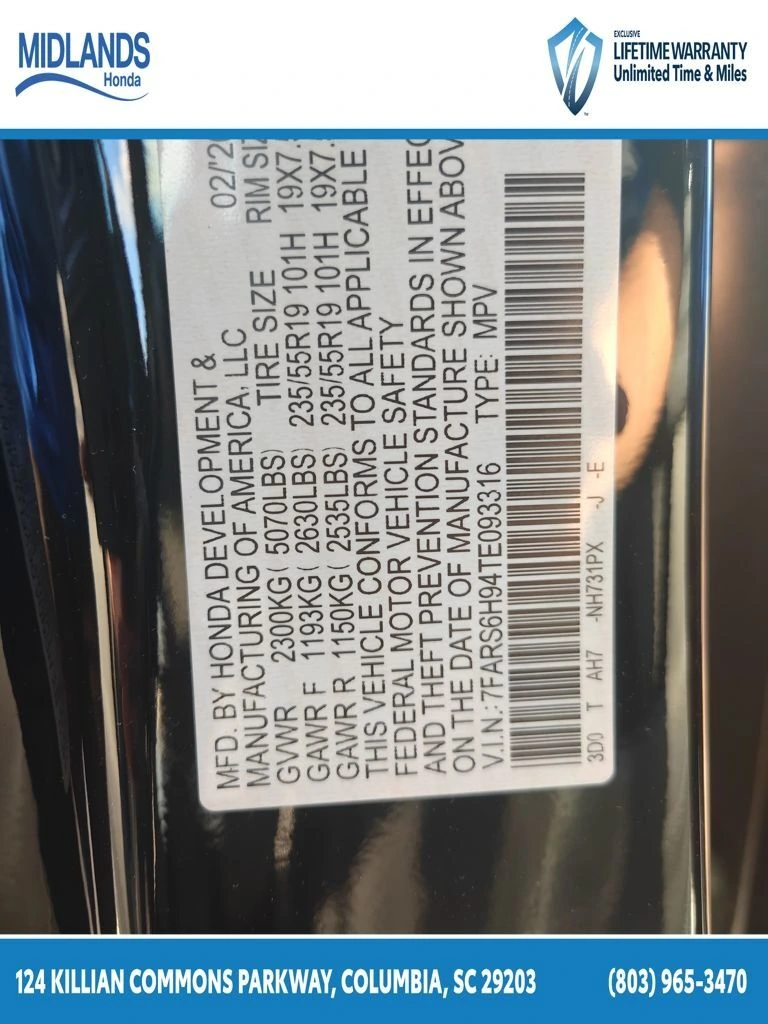 MIDLANDS
Honda
EXCLUSIVE
LIFETIME WARRANTY
Unlimited Time & Miles
MFD. BY HONDA DEVELOPMENT &
MANUFACTURING OF AMERICA, LLC 02/'20
GVWR 2300KG( 5070LBS) TIRE SIZE RIM SIZ
GAWR F 1193KG( 2630LBS) 235/55R19 101H 19X7.
GAWR R 1150KG( 2535LBS) 235/55R19 101H 19X7.
THIS VEHICLE CONFORMS TO ALL APPLICABLE
FEDERAL MOTOR VEHICLE SAFETY
AND THEFT PREVENTION STANDARDS IN EFFEC
ON THE DATE OF MANUFACTURE SHOWN ABOV
V.I.N.: 7FARS6H94TE093316 TYPE: MPV
3D0 T AH7 -NH731PX -J -E
124 KILLIAN COMMONS PARKWAY, COLUMBIA, SC 29203 (803) 965-3470